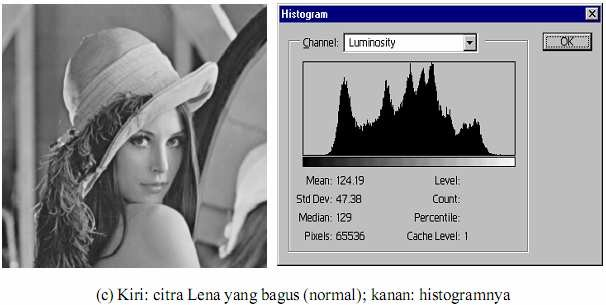 Histogram
Channel: Luminosity
OK
Mean: 124.19 Level:
Std Dev: 47.38 Count:
Median: 129 Percentile:
Pixels: 65536 Cache Level: 1
(c) Kiri: citra Lena yang bagus (normal); kanan: histogramnya